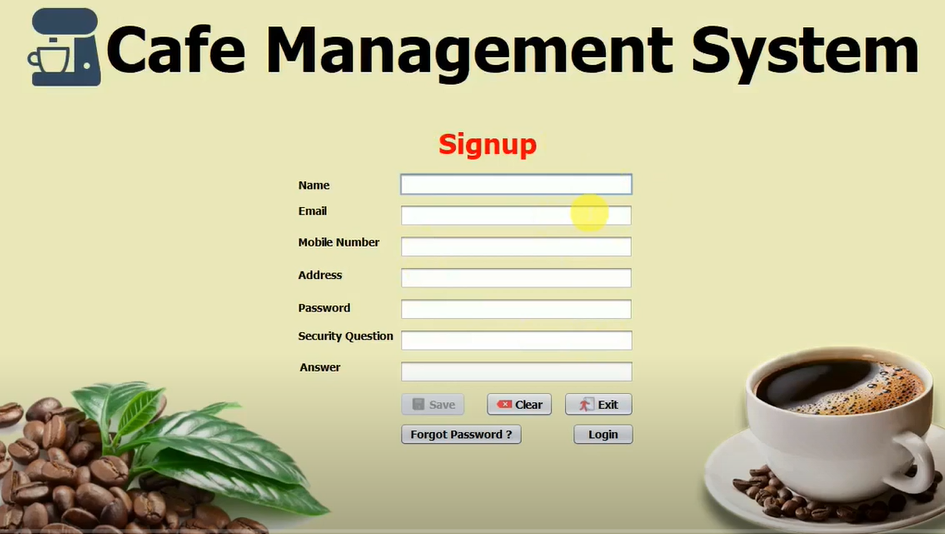 Cafe Management System
Signup
Name
Email
Mobile Number
Address
Password
Security Question
Answer
Save Clear Exit
Forgot Password ? Login